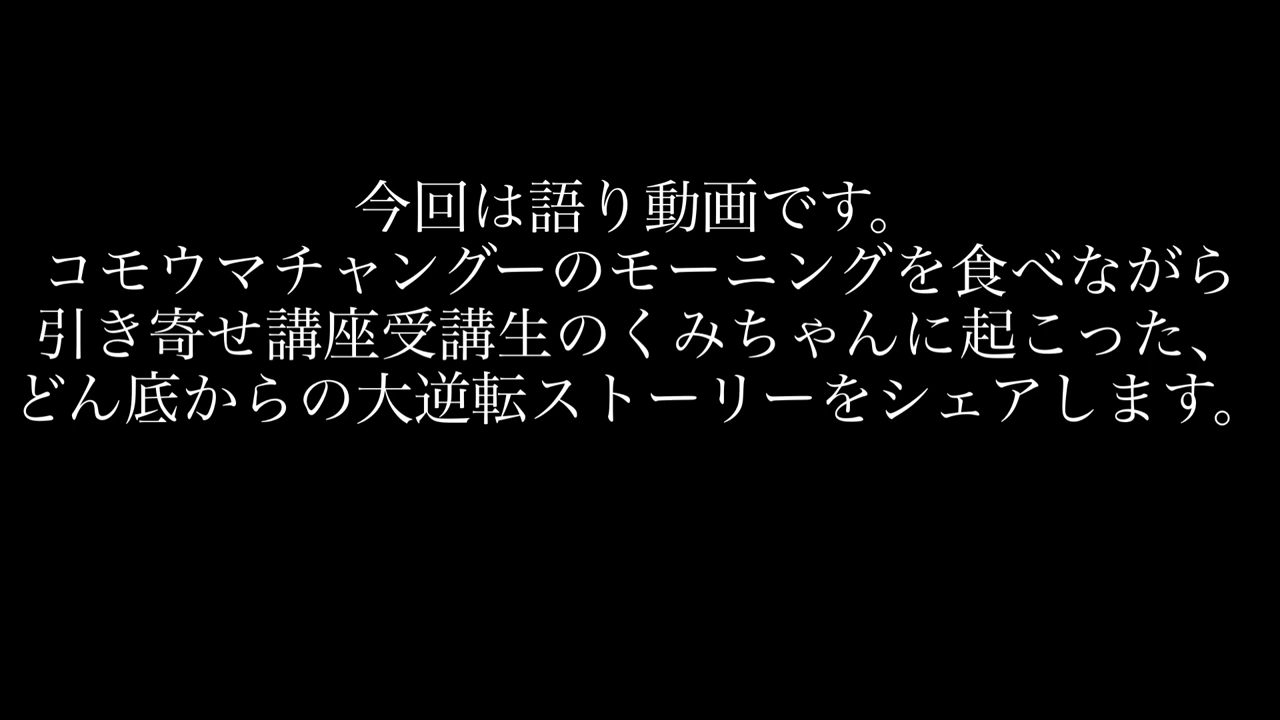 今回は語り動画です。
コモウマチャングーのモーニングを食べながら
引き寄せ講座受講生のくみちゃんに起こった、
どん底からの大逆転ストーリーをシェアします。